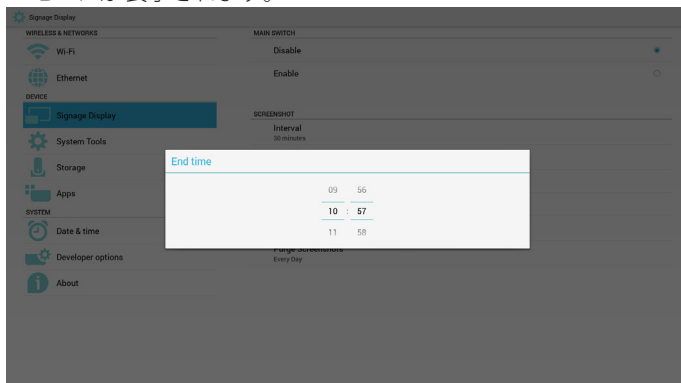 Signage Display
WIRELESS & NETWORKS
Wi-Fi
Ethernet
DEVICE
Signage Display
System Tools
Storage
Apps
SYSTEM
Date & time
Developer options
About
MAIN SWITCH
Disable
Enable
SCREENSHOT
Interval
30 minutes
End time
09 56
10 : 57
11 58
Purge Screenshots
Every Day